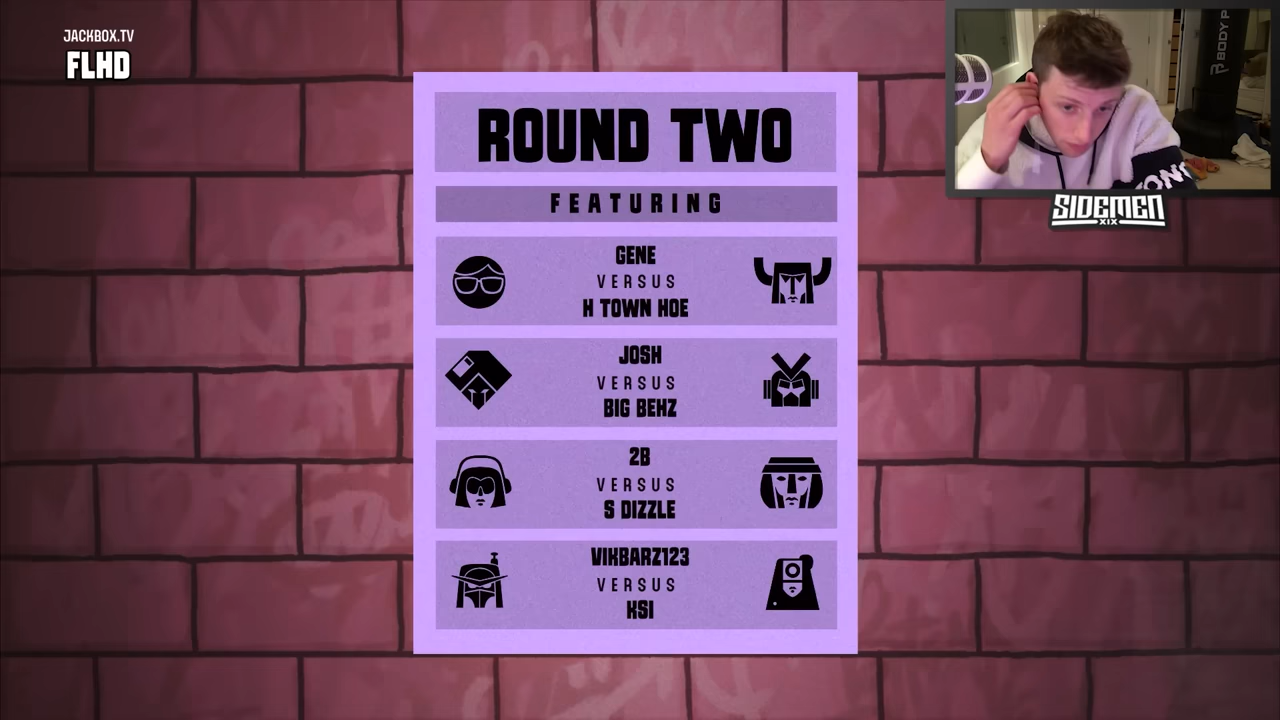 JACKBOX.TV
FLHD
ROUND TWO
FEATURING
GENE
VERSUS
H TOWN HOE
JOSH
VERSUS
BIG BEHZ
2B
VERSUS
S DIZZLE
VIKBARZ123
VERSUS
KSI
BODY P
SIDEMEN
XIX